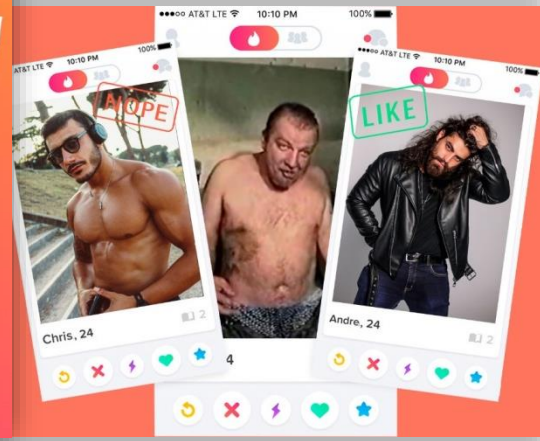 ●●●○○ AT&T LTE 10:10 PM 100%
AT&T LTE 10:10 PM 100%
NOPE
Chris, 24
2
4
●●●○○ AT&T LTE 10:10 PM 100%
LIKE
Andre, 24
2